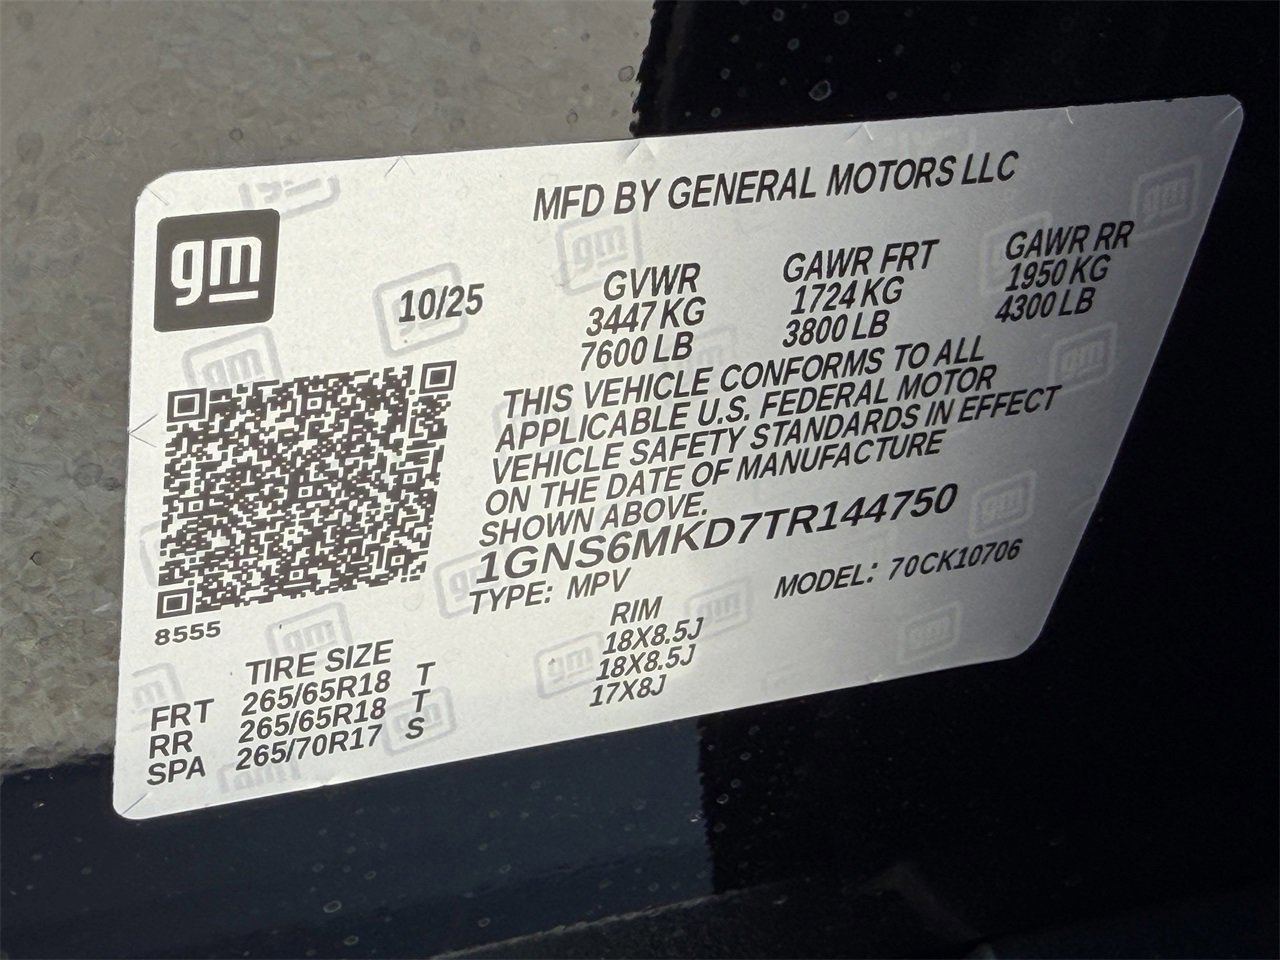 gm
MFD BY GENERAL MOTORS LLC
10/25
GVWR GAWR FRT GAWR RR
3447 KG 1724 KG 1950 KG
7600 LB 3800 LB 4300 LB
THIS VEHICLE CONFORMS TO ALL
APPLICABLE U.S. FEDERAL MOTOR
VEHICLE SAFETY STANDARDS IN EFFECT
ON THE DATE OF MANUFACTURE
SHOWN ABOVE.
1GNS6MKD7TR144750
TYPE: MPV MODEL: 70CK10706
8555
TIRE SIZE RIM
FRT 265/65R18 T 18X8.5J
RR 265/65R18 T 18X8.5J
SPA 265/70R17 S 17X8J